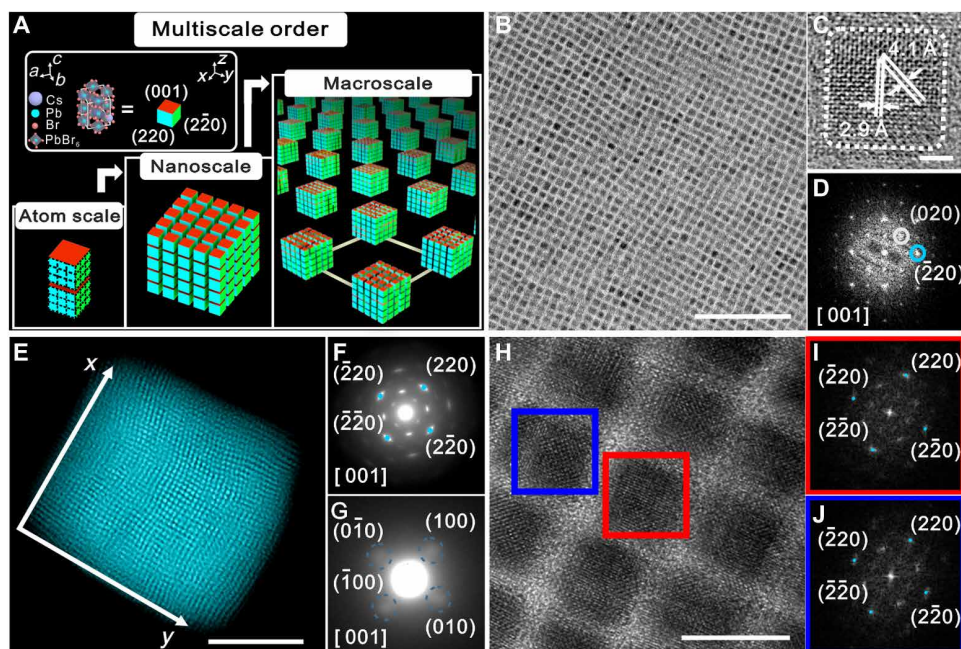 A
Multiscale order
c
a
b
z
x
y
Cs
Pb
Br
PbBr₆
=
(001)
(22̄0)
(220)
Atom scale
Nanoscale
Macroscale
B
C
4.1 Å
2.9 Å
D
(020)
(2̄20)
[001]
E
x
y
F
(2̄20)
(220)
(2̄2̄0)
(22̄0)
[001]
G
(01̄0)
(100)
(1̄00)
(010)
[001]
H
I
(2̄20)
(220)
(2̄2̄0)
(22̄0)
J
(2̄20)
(220)
(2̄2̄0)
(22̄0)